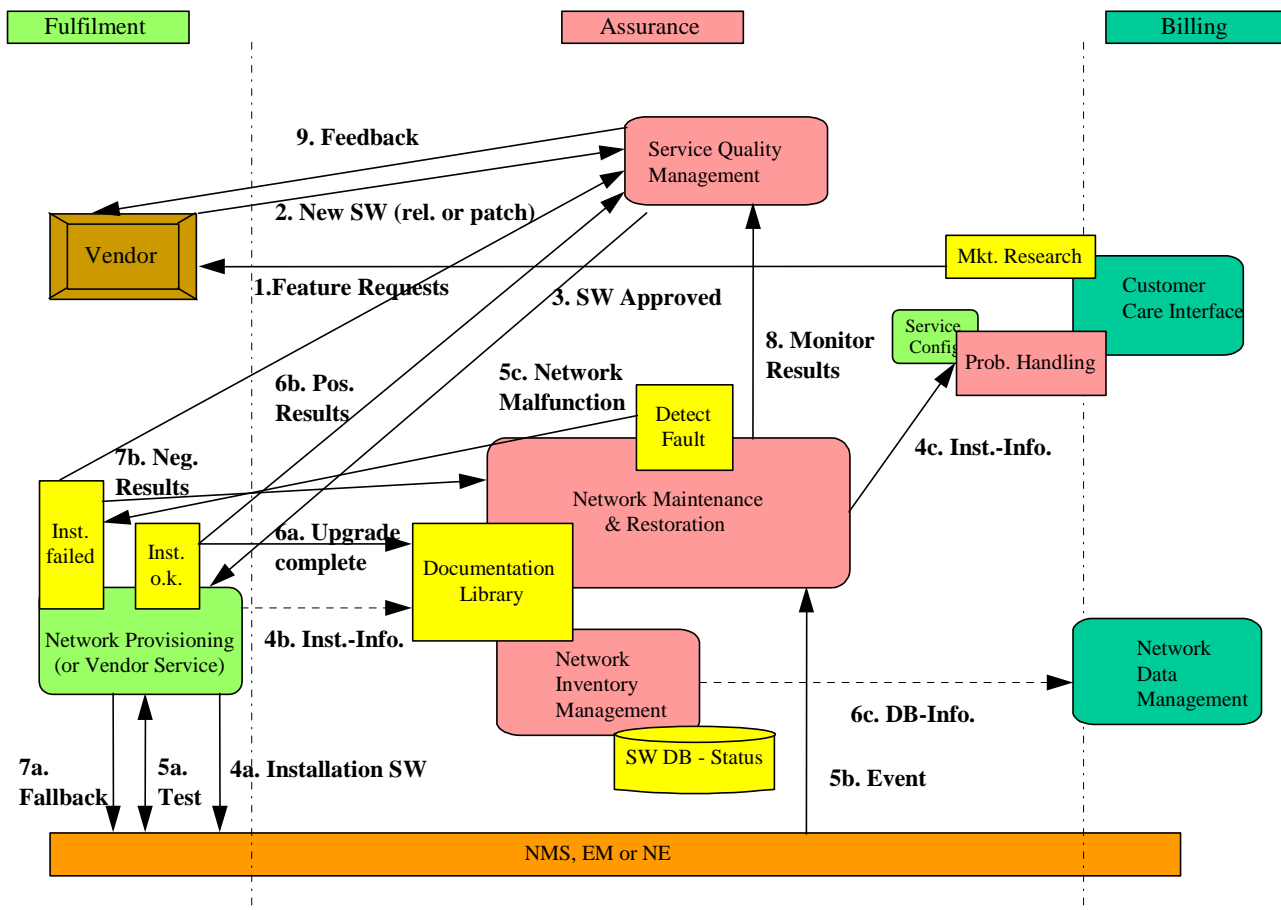 Fulfilment
Assurance
Billing
9. Feedback
Service Quality
Management
2. New SW (rel. or patch)
Vendor
Mkt. Research
1.Feature Requests
3. SW Approved
Customer
Care Interface
Service
Config
8. Monitor
Results
Prob. Handling
6b. Pos.
Results
5c. Network
Malfunction
Detect
Fault
4c. Inst.-Info.
7b. Neg.
Results
Network Maintenance
& Restoration
Inst.
failed
Inst.
o.k.
6a. Upgrade
complete
Documentation
Library
4b. Inst.-Info.
Network Provisioning
(or Vendor Service)
Network
Inventory
Management
Network
Data
Management
6c. DB-Info.
SW DB - Status
7a.
Fallback
5a.
Test
4a. Installation SW
5b. Event
NMS, EM or NE